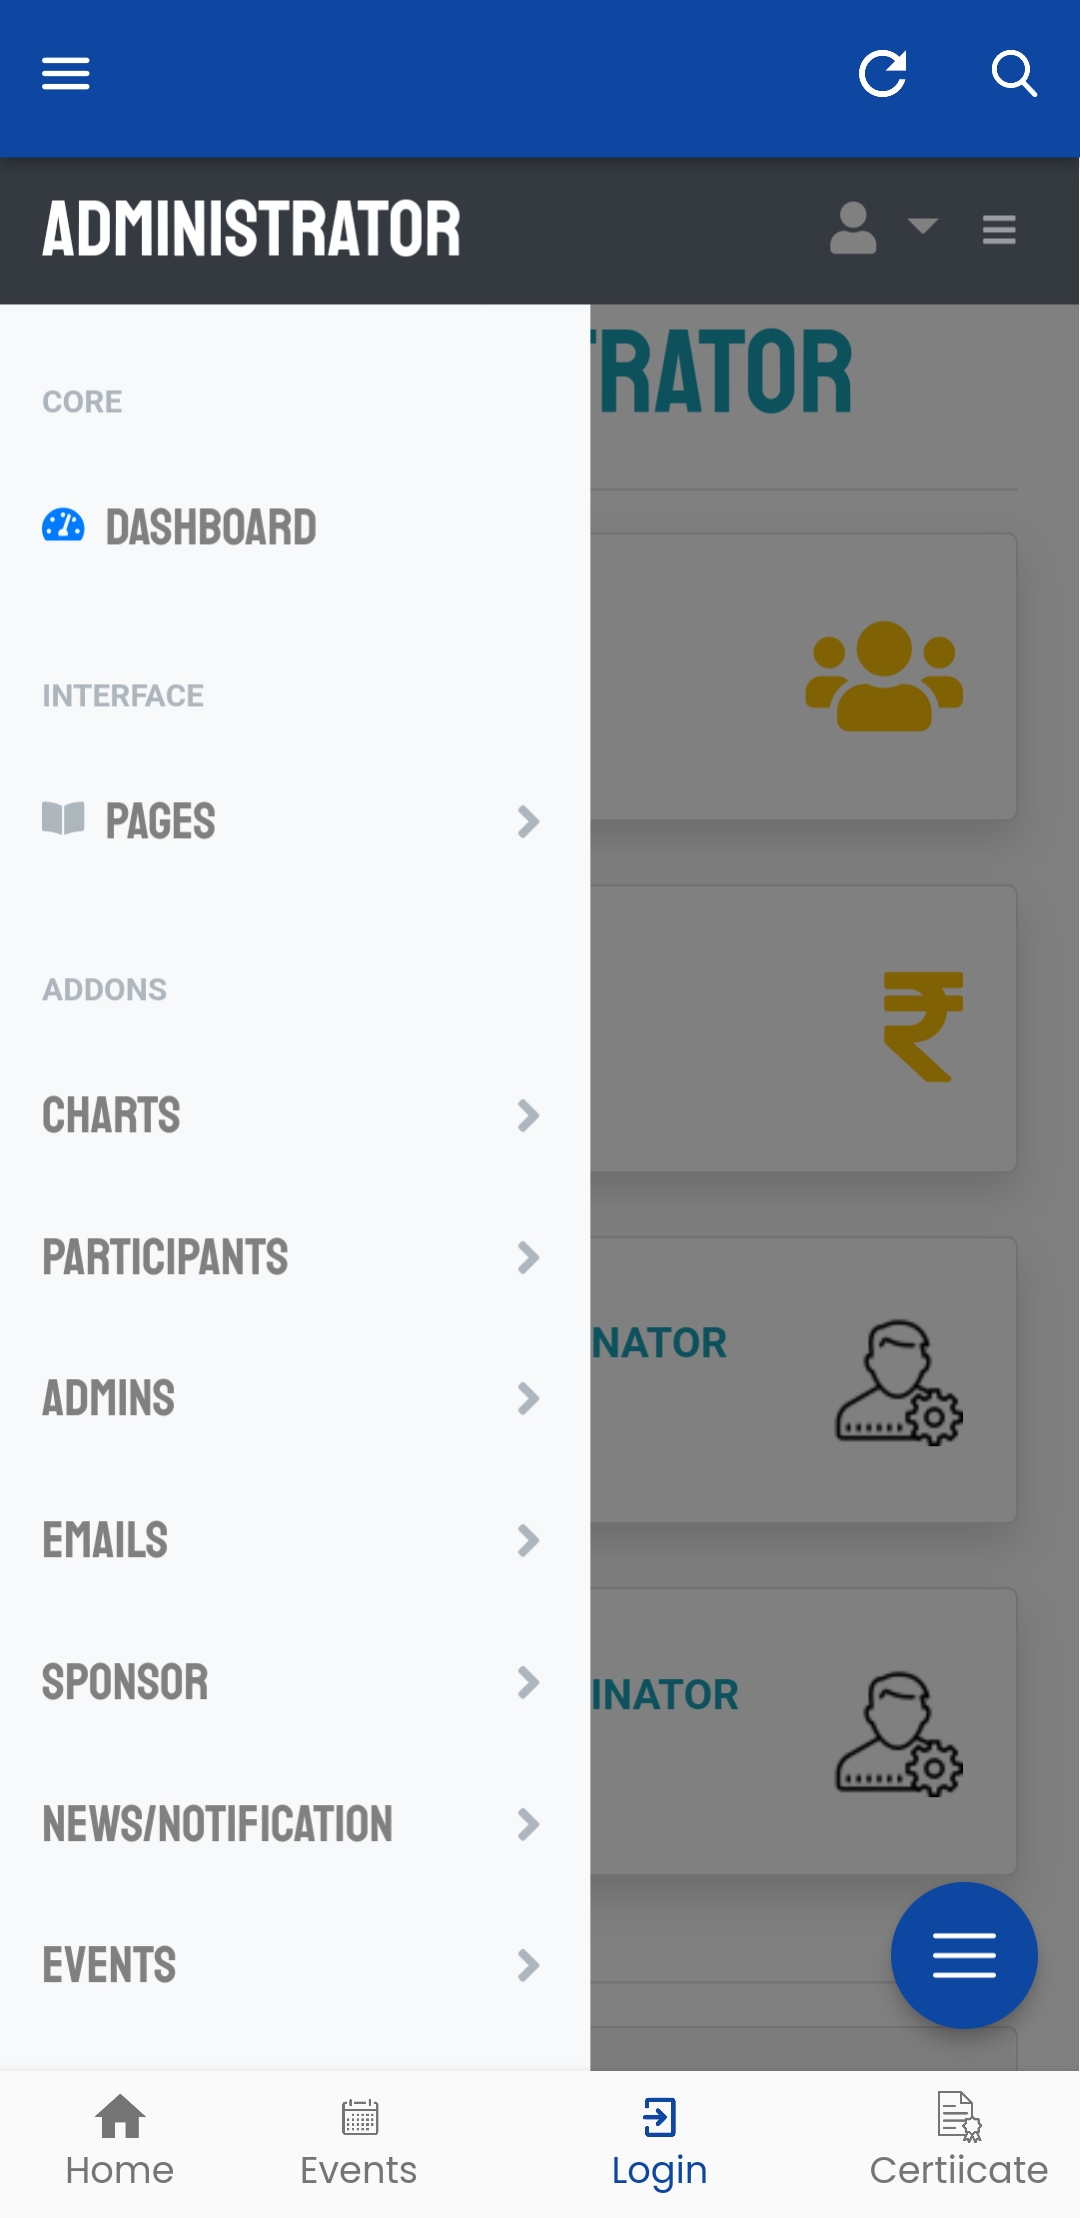 ADMINISTRATOR
TRATOR
CORE
DASHBOARD
INTERFACE
PAGES
ADDONS
CHARTS
PARTICIPANTS
NATOR
ADMINS
EMAILS
SPONSOR
INATOR
NEWS/NOTIFICATION
EVENTS
Home
Events
Login
Certiicate